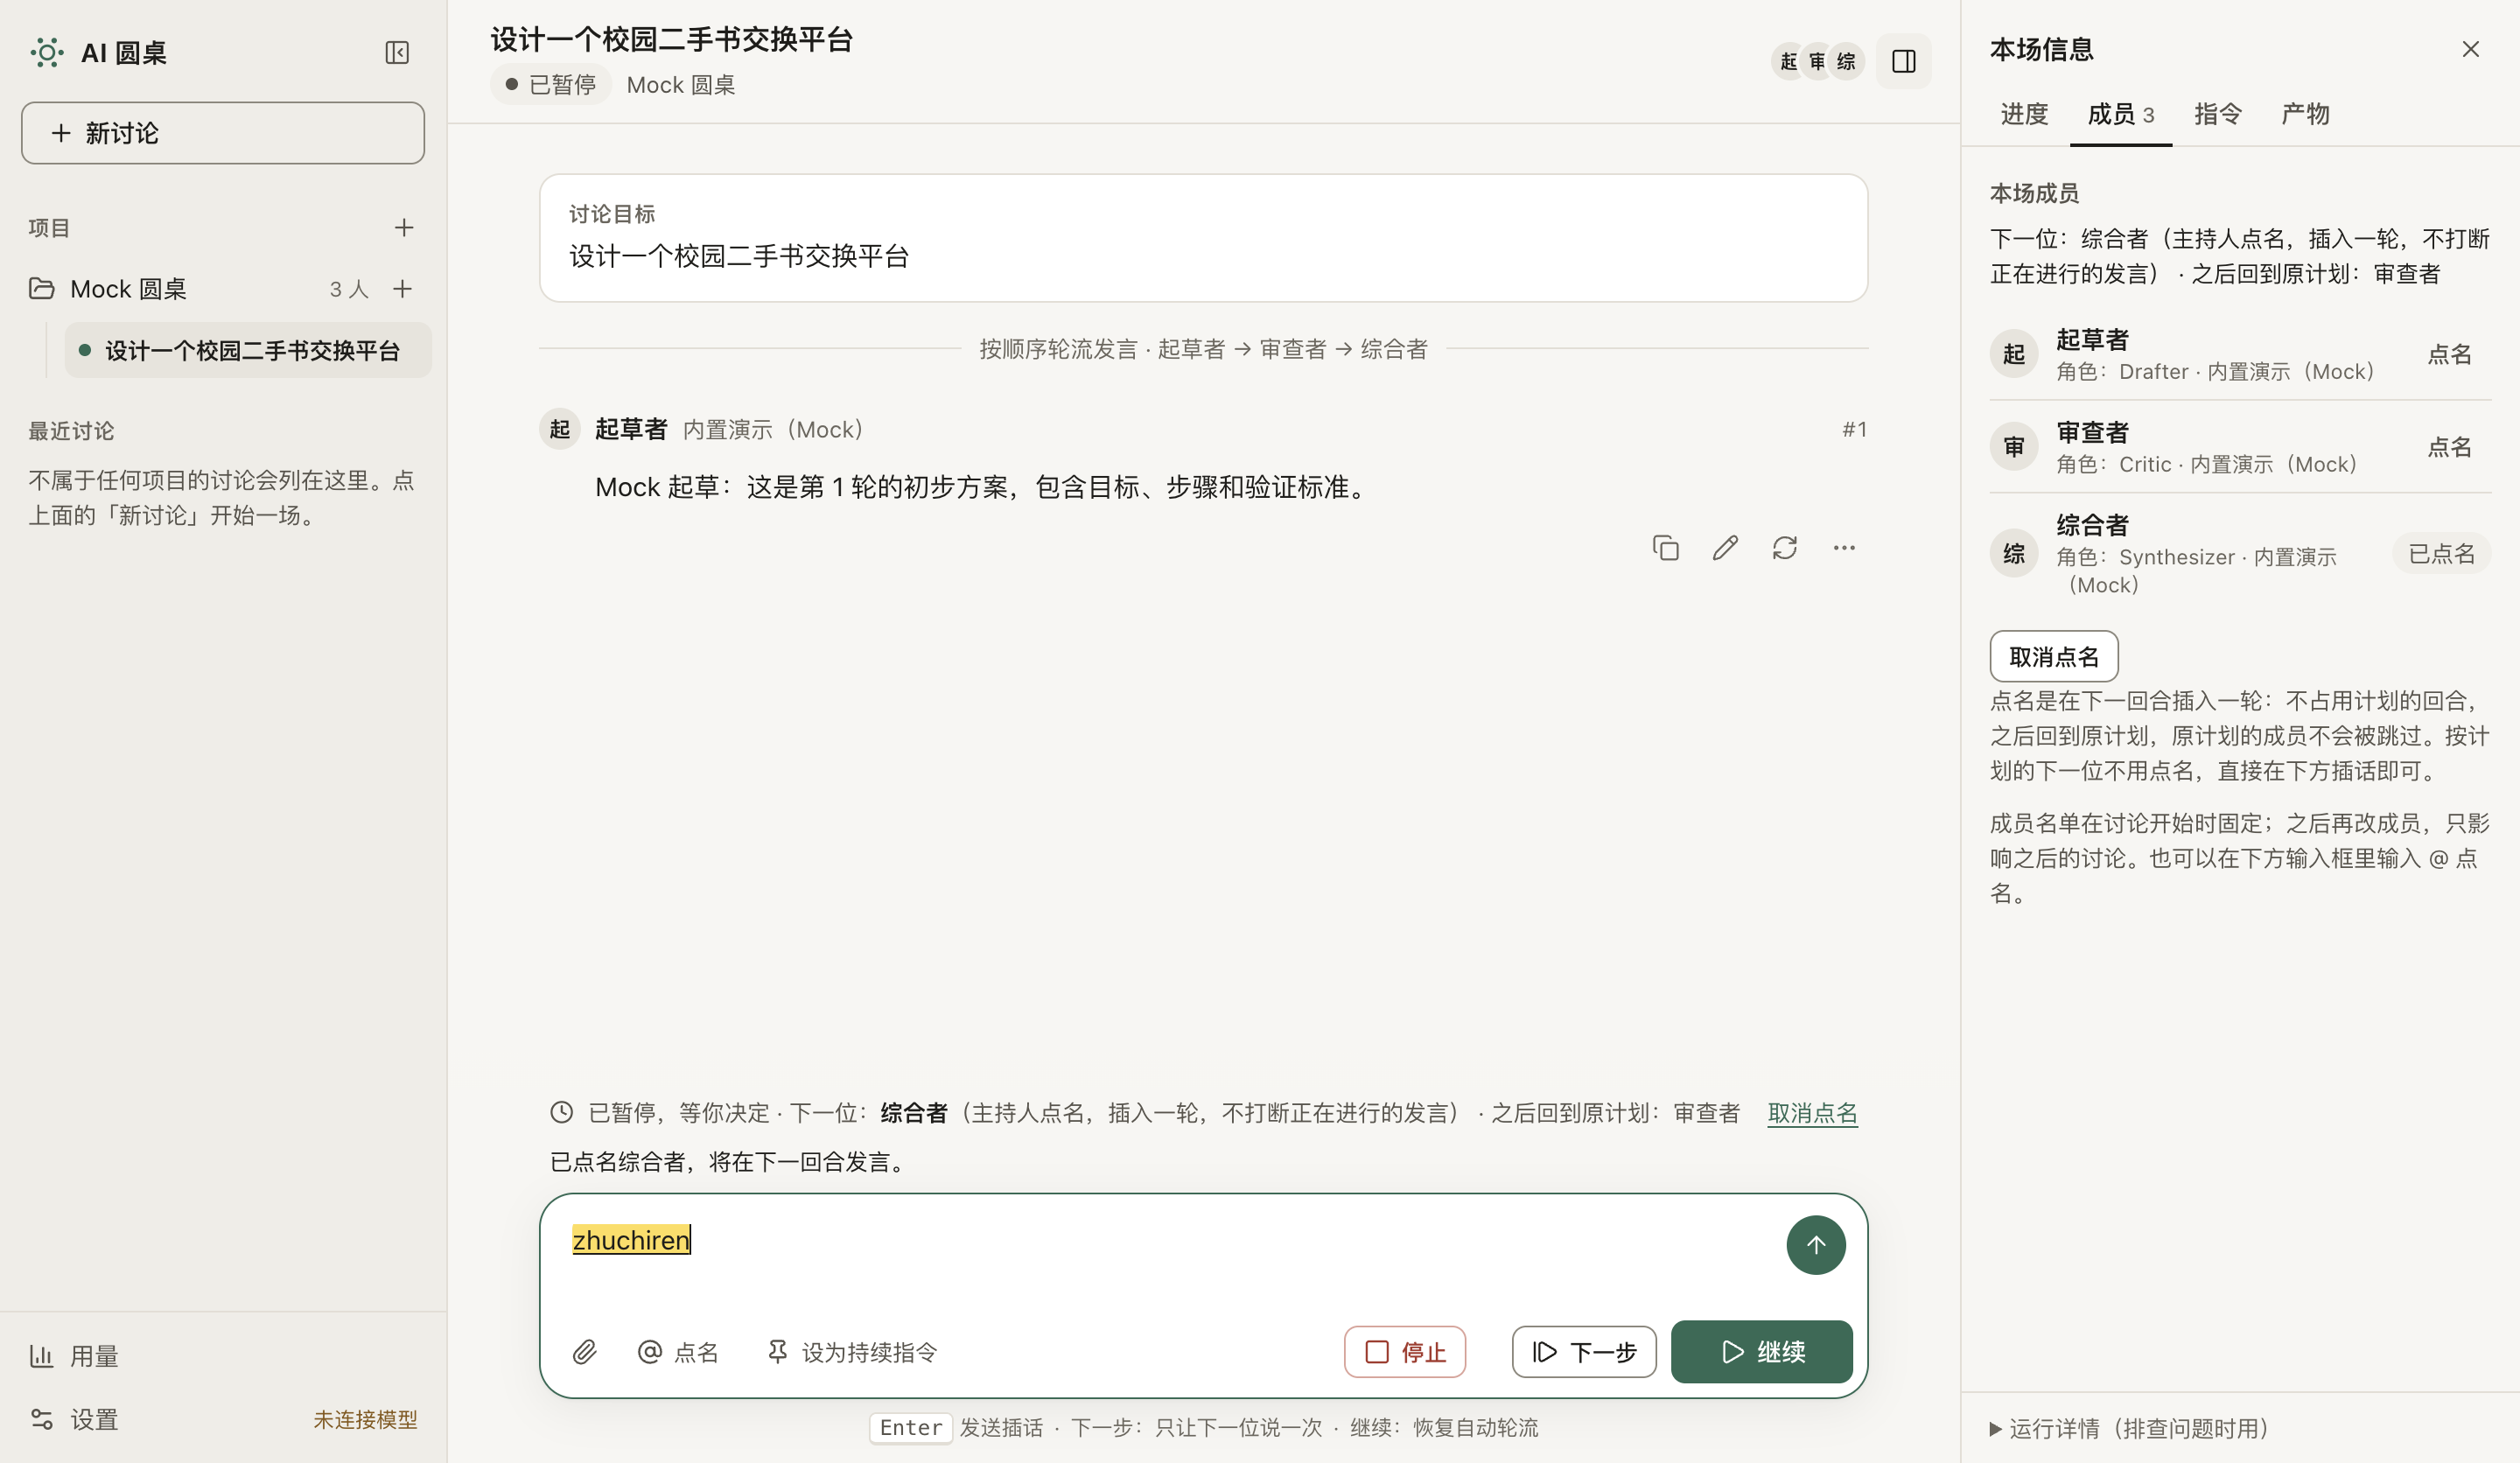 AI 圆桌
新讨论
项目
Mock 圆桌 3 人
设计一个校园二手书交换平台
最近讨论
不属于任何项目的讨论会列在这里。点
上面的「新讨论」开始一场。
用量
设置 未连接模型
设计一个校园二手书交换平台
已暂停 Mock 圆桌
起 审 综
讨论目标
设计一个校园二手书交换平台
按顺序轮流发言 · 起草者 → 审查者 → 综合者
起 起草者 内置演示（Mock） #1
Mock 起草：这是第 1 轮的初步方案，包含目标、步骤和验证标准。
已暂停，等你决定 · 下一位：综合者（主持人点名，插入一轮，不打断正在进行的发言） · 之后回到原计划：审查者 取消点名
已点名综合者，将在下一回合发言。
zhuchiren
@ 点名 设为持续指令 停止 下一步 继续
Enter 发送插话 · 下一步：只让下一位说一次 · 继续：恢复自动轮流
本场信息
进度 成员 3 指令 产物
本场成员
下一位：综合者（主持人点名，插入一轮，不打断
正在进行的发言） · 之后回到原计划：审查者
起 起草者 点名
角色：Drafter · 内置演示（Mock）
审 审查者 点名
角色：Critic · 内置演示（Mock）
综 综合者 已点名
角色：Synthesizer · 内置演示
（Mock）
取消点名
点名是在下一回合插入一轮：不占用计划的回合，
之后回到原计划，原计划的成员不会被跳过。按计
划的下一位不用点名，直接在下方插话即可。
成员名单在讨论开始时固定；之后再改成员，只影
响之后的讨论。也可以在下方输入框里输入 @ 点
名。
运行详情（排查问题时用）